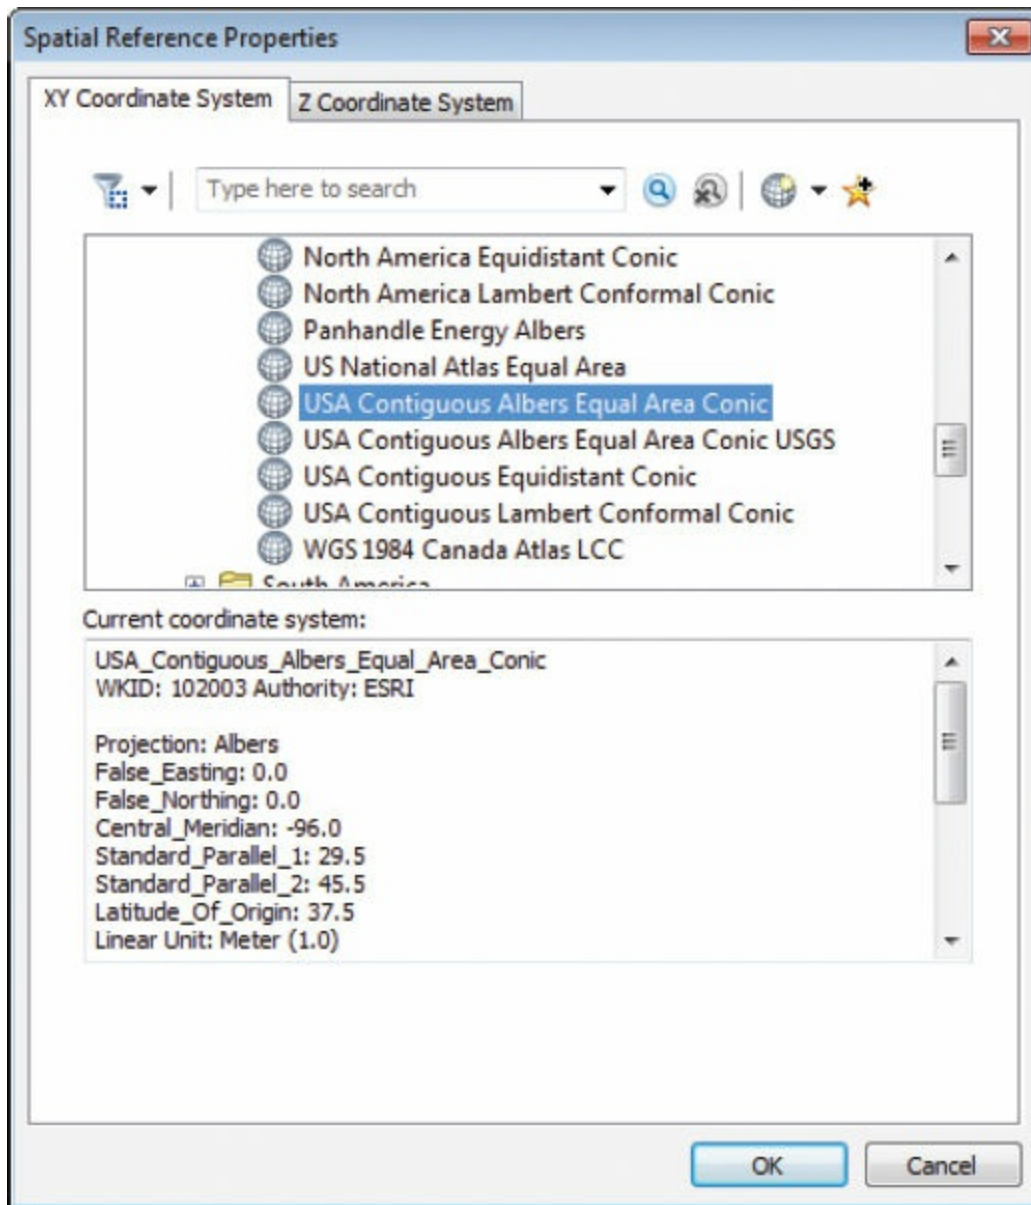 Spatial Reference Properties
XY Coordinate System
Z Coordinate System
Type here to search
North America Equidistant Conic
North America Lambert Conformal Conic
Panhandle Energy Albers
US National Atlas Equal Area
USA Contiguous Albers Equal Area Conic
USA Contiguous Albers Equal Area Conic USGS
USA Contiguous Equidistant Conic
USA Contiguous Lambert Conformal Conic
WGS 1984 Canada Atlas LCC
South America
Current coordinate system:
USA_Contiguous_Albers_Equal_Area_Conic
WKID: 102003 Authority: ESRI
Projection: Albers
False_Easting: 0.0
False_Northing: 0.0
Central_Meridian: -96.0
Standard_Parallel_1: 29.5
Standard_Parallel_2: 45.5
Latitude_Of_Origin: 37.5
Linear Unit: Meter (1.0)
OK
Cancel